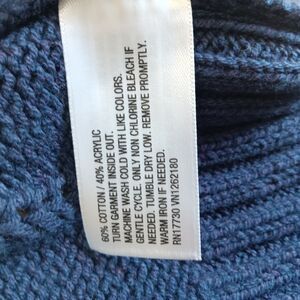 60% COTTON / 40% ACRYLIC
TURN GARMENT INSIDE OUT.
MACHINE WASH COLD WITH LIKE COLORS.
GENTLE CYCLE. ONLY NON CHLORINE BLEACH IF
NEEDED. TUMBLE DRY LOW. REMOVE PROMPTLY.
WARM IRON IF NEEDED.
RN17730 VN1262180